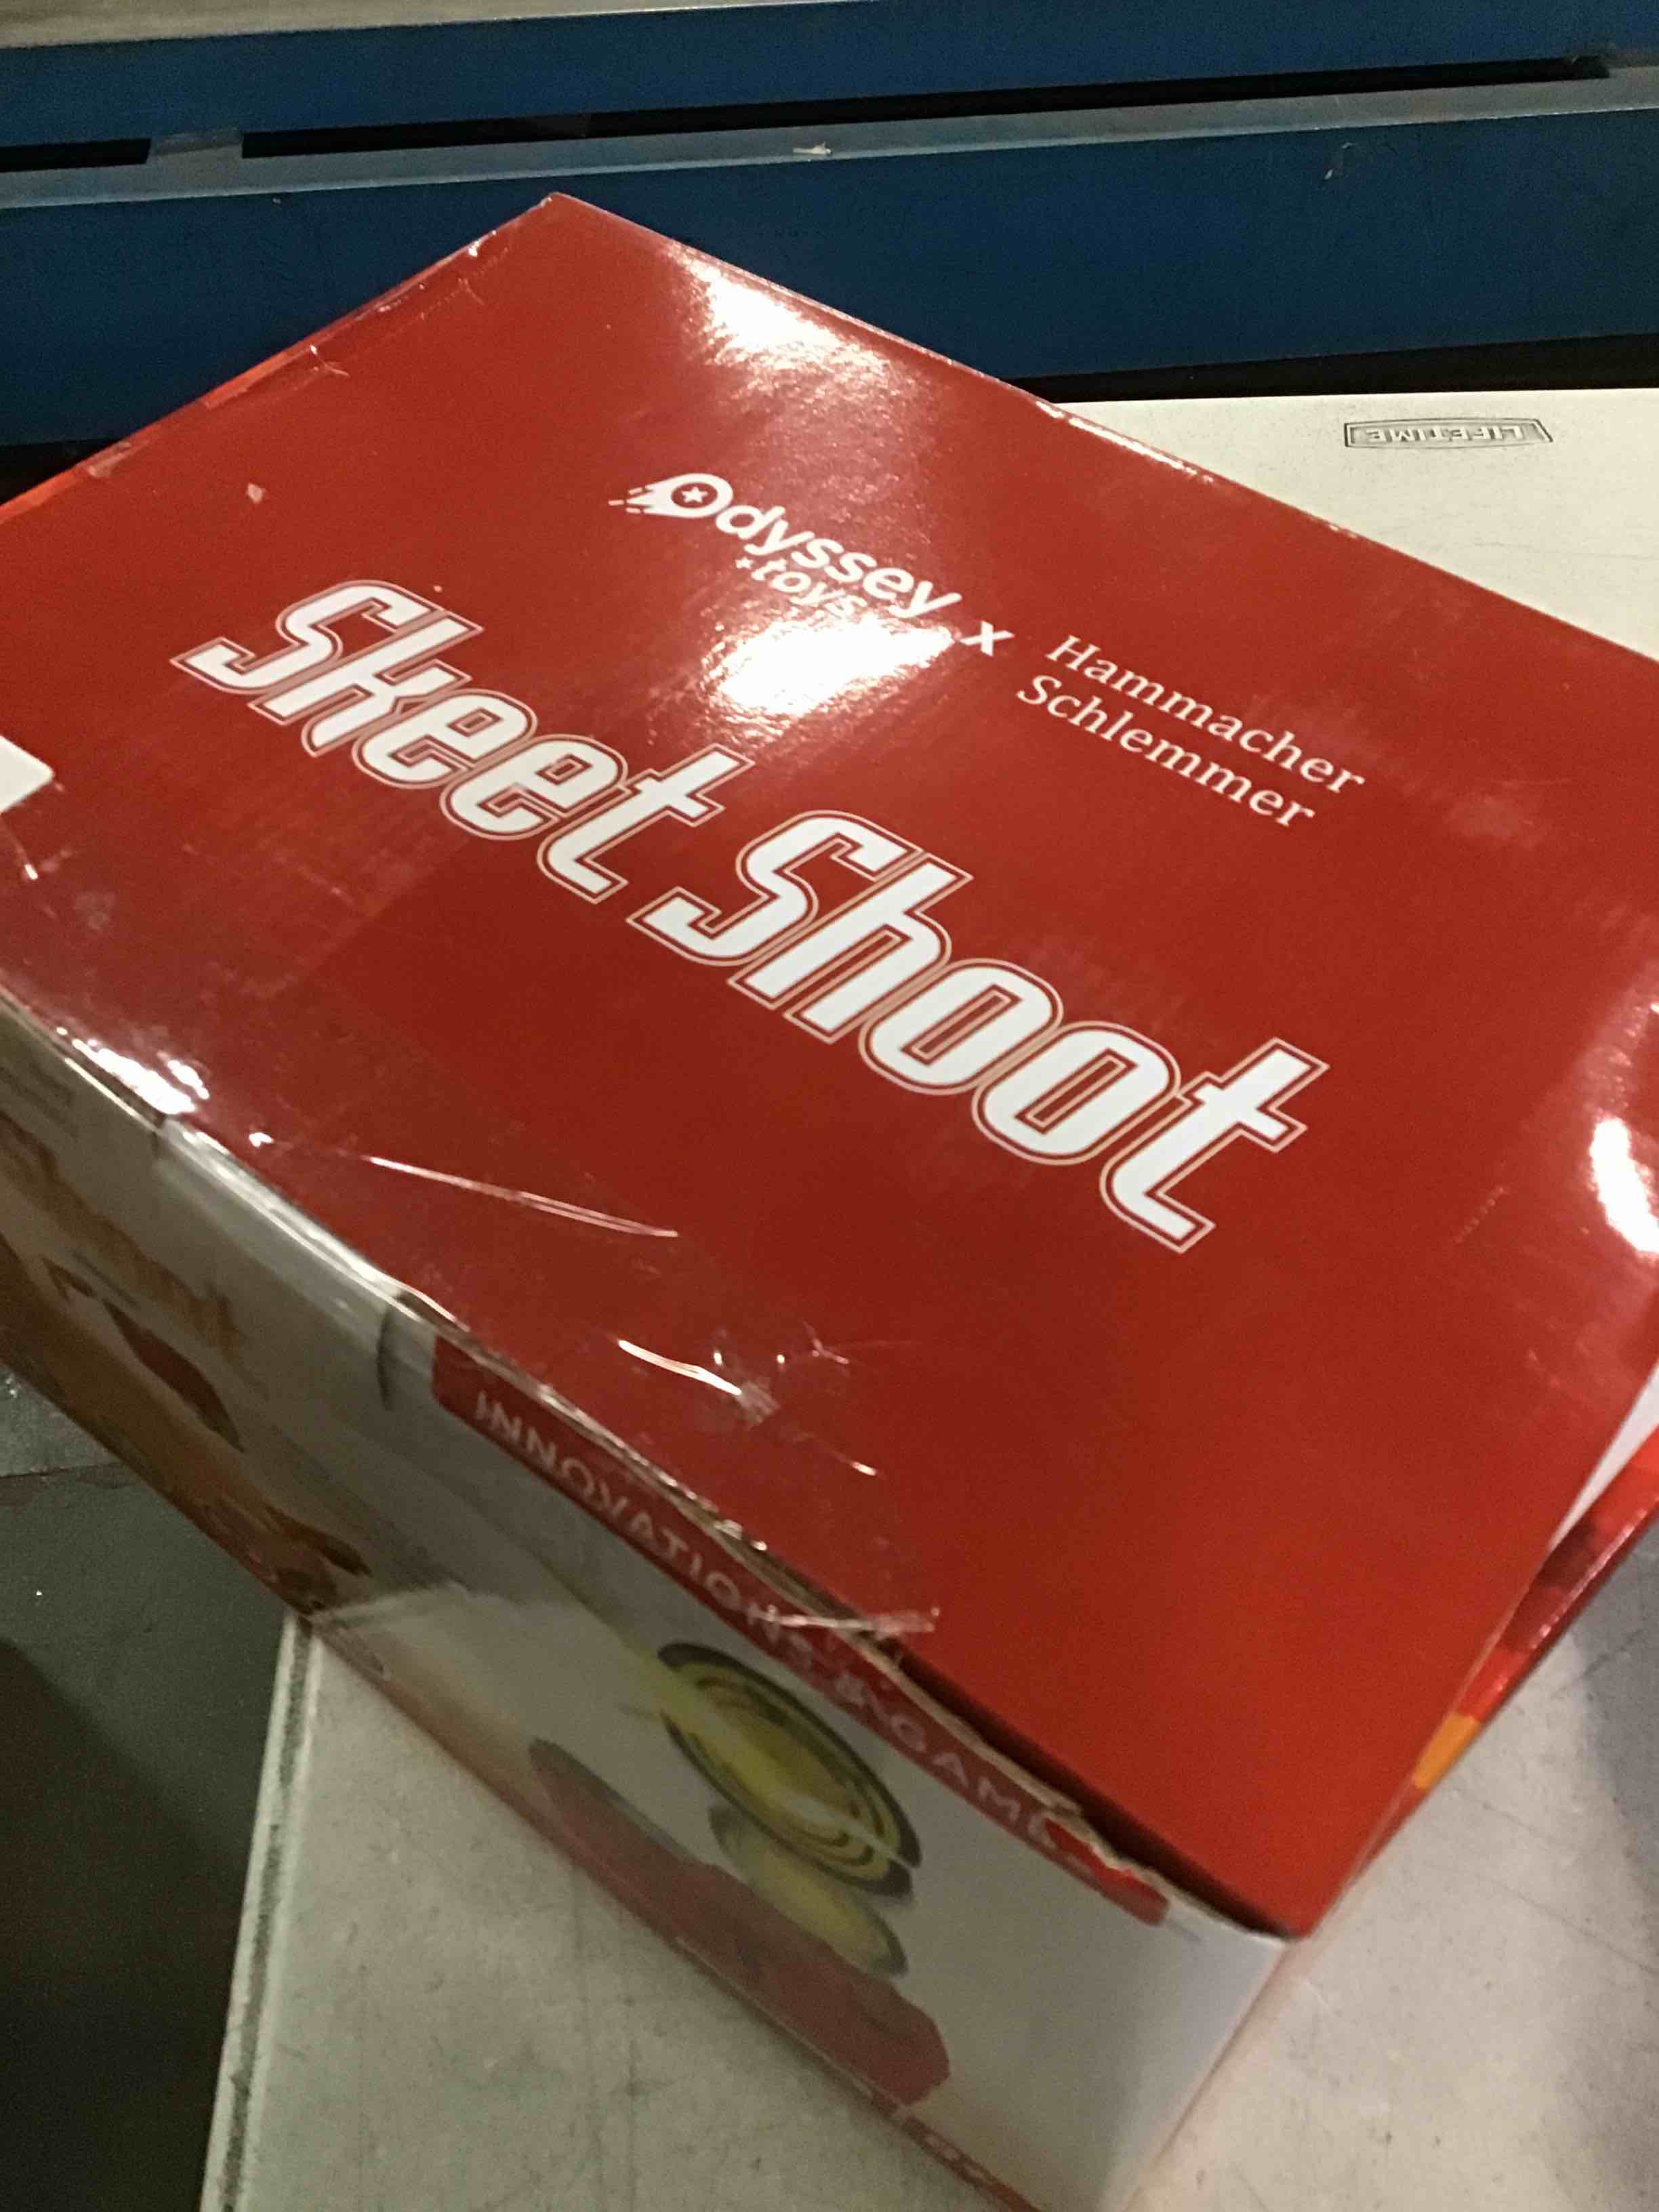 Odyssey
toys
x
Hammacher
Schlemmer
Skeet Shoot
INNOVATIONS & GAME
LIFETIME